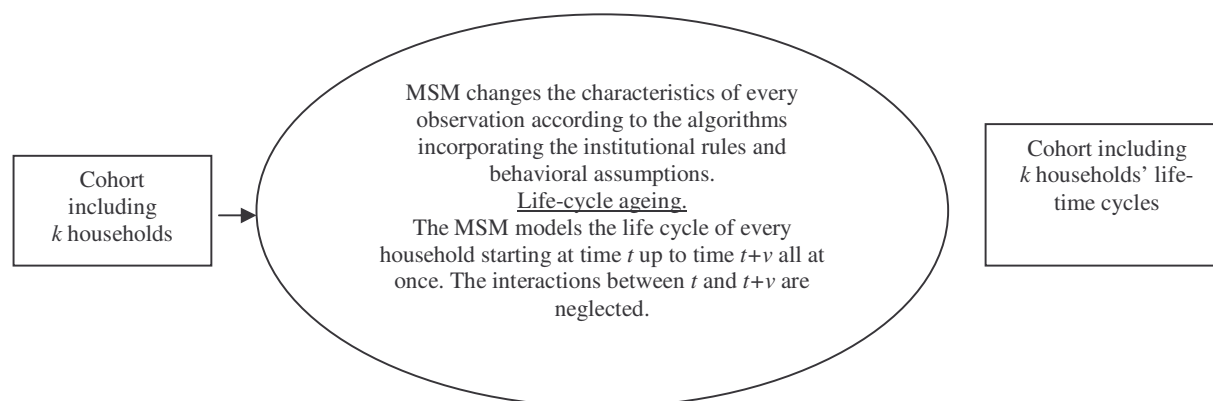 Cohort
including
k households
MSM changes the characteristics of every
observation according to the algorithms
incorporating the institutional rules and
behavioral assumptions.
Life-cycle ageing.
The MSM models the life cycle of every
household starting at time t up to time t+v all at
once. The interactions between t and t+v are
neglected.
Cohort including
k households’ life-
time cycles